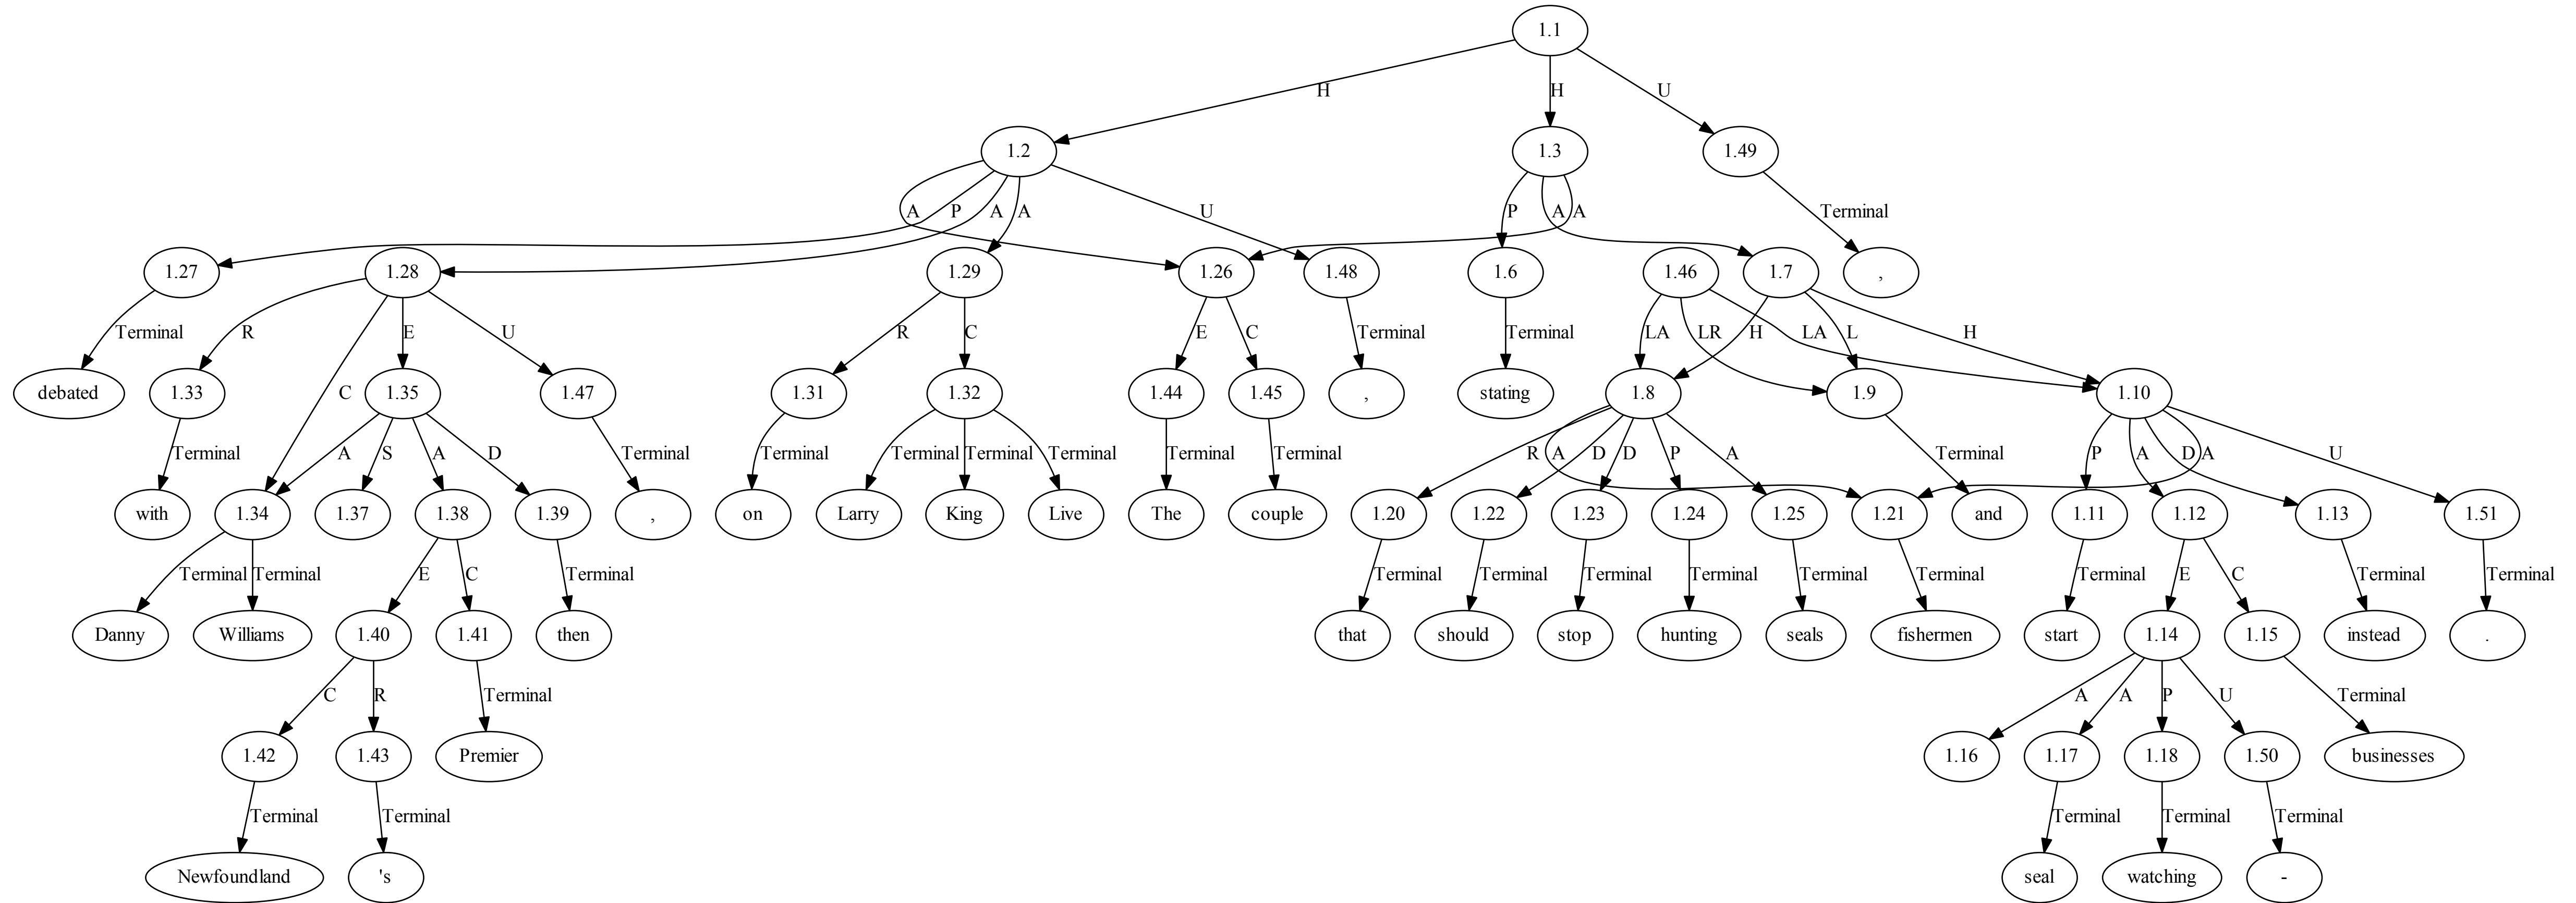 1.1
H H U
1.2 1.3 1.49
A P A A U P A A Terminal
1.27 1.28 1.29 1.26 1.48 1.6 1.46 1.7 ,
Terminal R E U R C E C Terminal Terminal LA LR H LA L H
debated 1.33 C 1.35 1.47 1.31 1.32 1.44 1.45 , stating 1.8 1.9 1.10
Terminal A S A D Terminal Terminal Terminal Terminal Terminal Terminal Terminal R A D D P A Terminal P A D A U
with 1.34 1.37 1.38 1.39 , on Larry King Live The couple 1.20 1.22 1.23 1.24 1.25 1.21 and 1.11 1.12 1.13 1.51
Terminal Terminal E C Terminal Terminal Terminal Terminal Terminal Terminal Terminal Terminal E C Terminal Terminal
Danny Williams 1.40 1.41 then that should stop hunting seals fishermen start 1.14 1.15 instead .
C R Terminal A A P U Terminal
1.42 1.43 Premier 1.16 1.17 1.18 1.50 businesses
Terminal Terminal Terminal Terminal Terminal
Newfoundland 's seal watching -